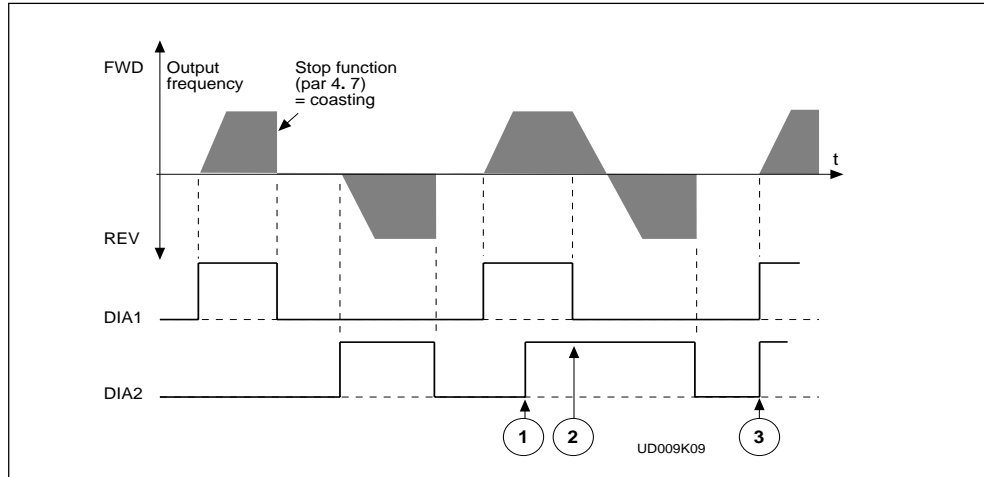 FWD
Output
frequency
Stop function
(par 4. 7)
= coasting
t
REV
DIA1
DIA2
1
2
3
UD009K09